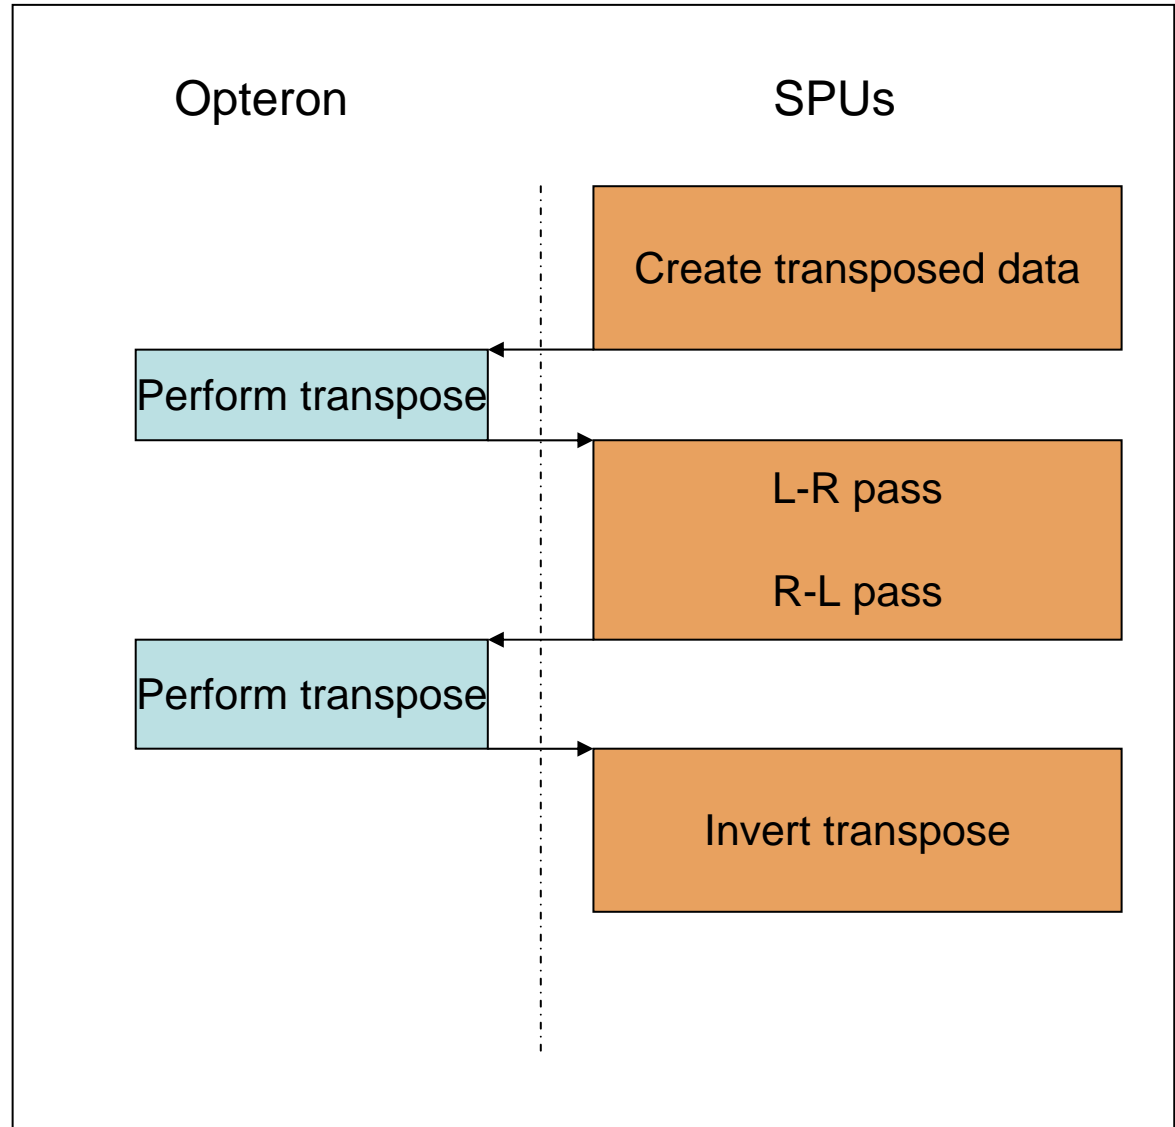 Opteron
SPUs
Create transposed data
Perform transpose
L-R pass
R-L pass
Perform transpose
Invert transpose